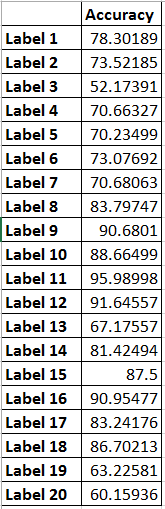 Accuracy
Label 1 78.30189
Label 2 73.52185
Label 3 52.17391
Label 4 70.66327
Label 5 70.23499
Label 6 73.07692
Label 7 70.68063
Label 8 83.79747
Label 9 90.6801
Label 10 88.66499
Label 11 95.98998
Label 12 91.64557
Label 13 67.17557
Label 14 81.42494
Label 15 87.5
Label 16 90.95477
Label 17 83.24176
Label 18 86.70213
Label 19 63.22581
Label 20 60.15936